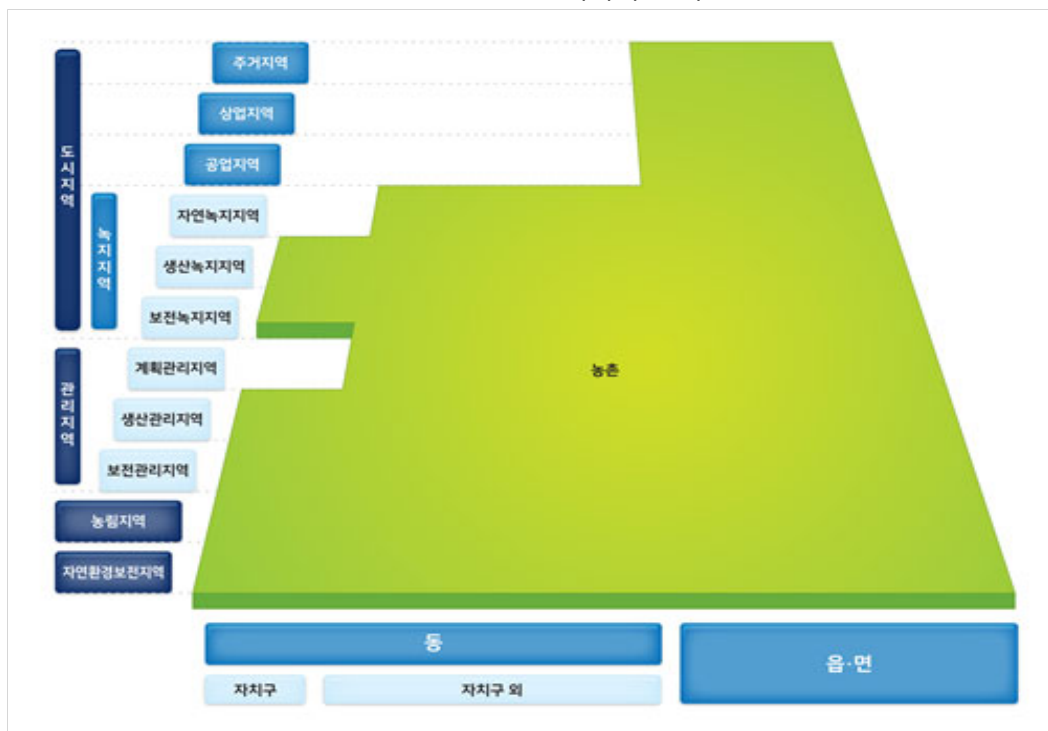 도시지역
주거지역
상업지역
공업지역
녹지지역
자연녹지지역
생산녹지지역
보전녹지지역
관리지역
계획관리지역
생산관리지역
보전관리지역
농림지역
자연환경보전지역
농촌
동
읍·면
자치구
자치구 외